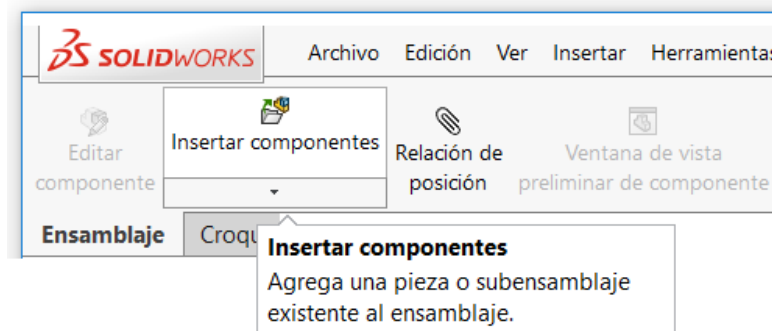 SOLIDWORKS Archivo Edición Ver Insertar Herramientas
Editar componente
Insertar componentes
Relación de posición
Ventana de vista preliminar de componente
Ensamblaje Croqu
Insertar componentes
Agrega una pieza o subensamblaje
existente al ensamblaje.